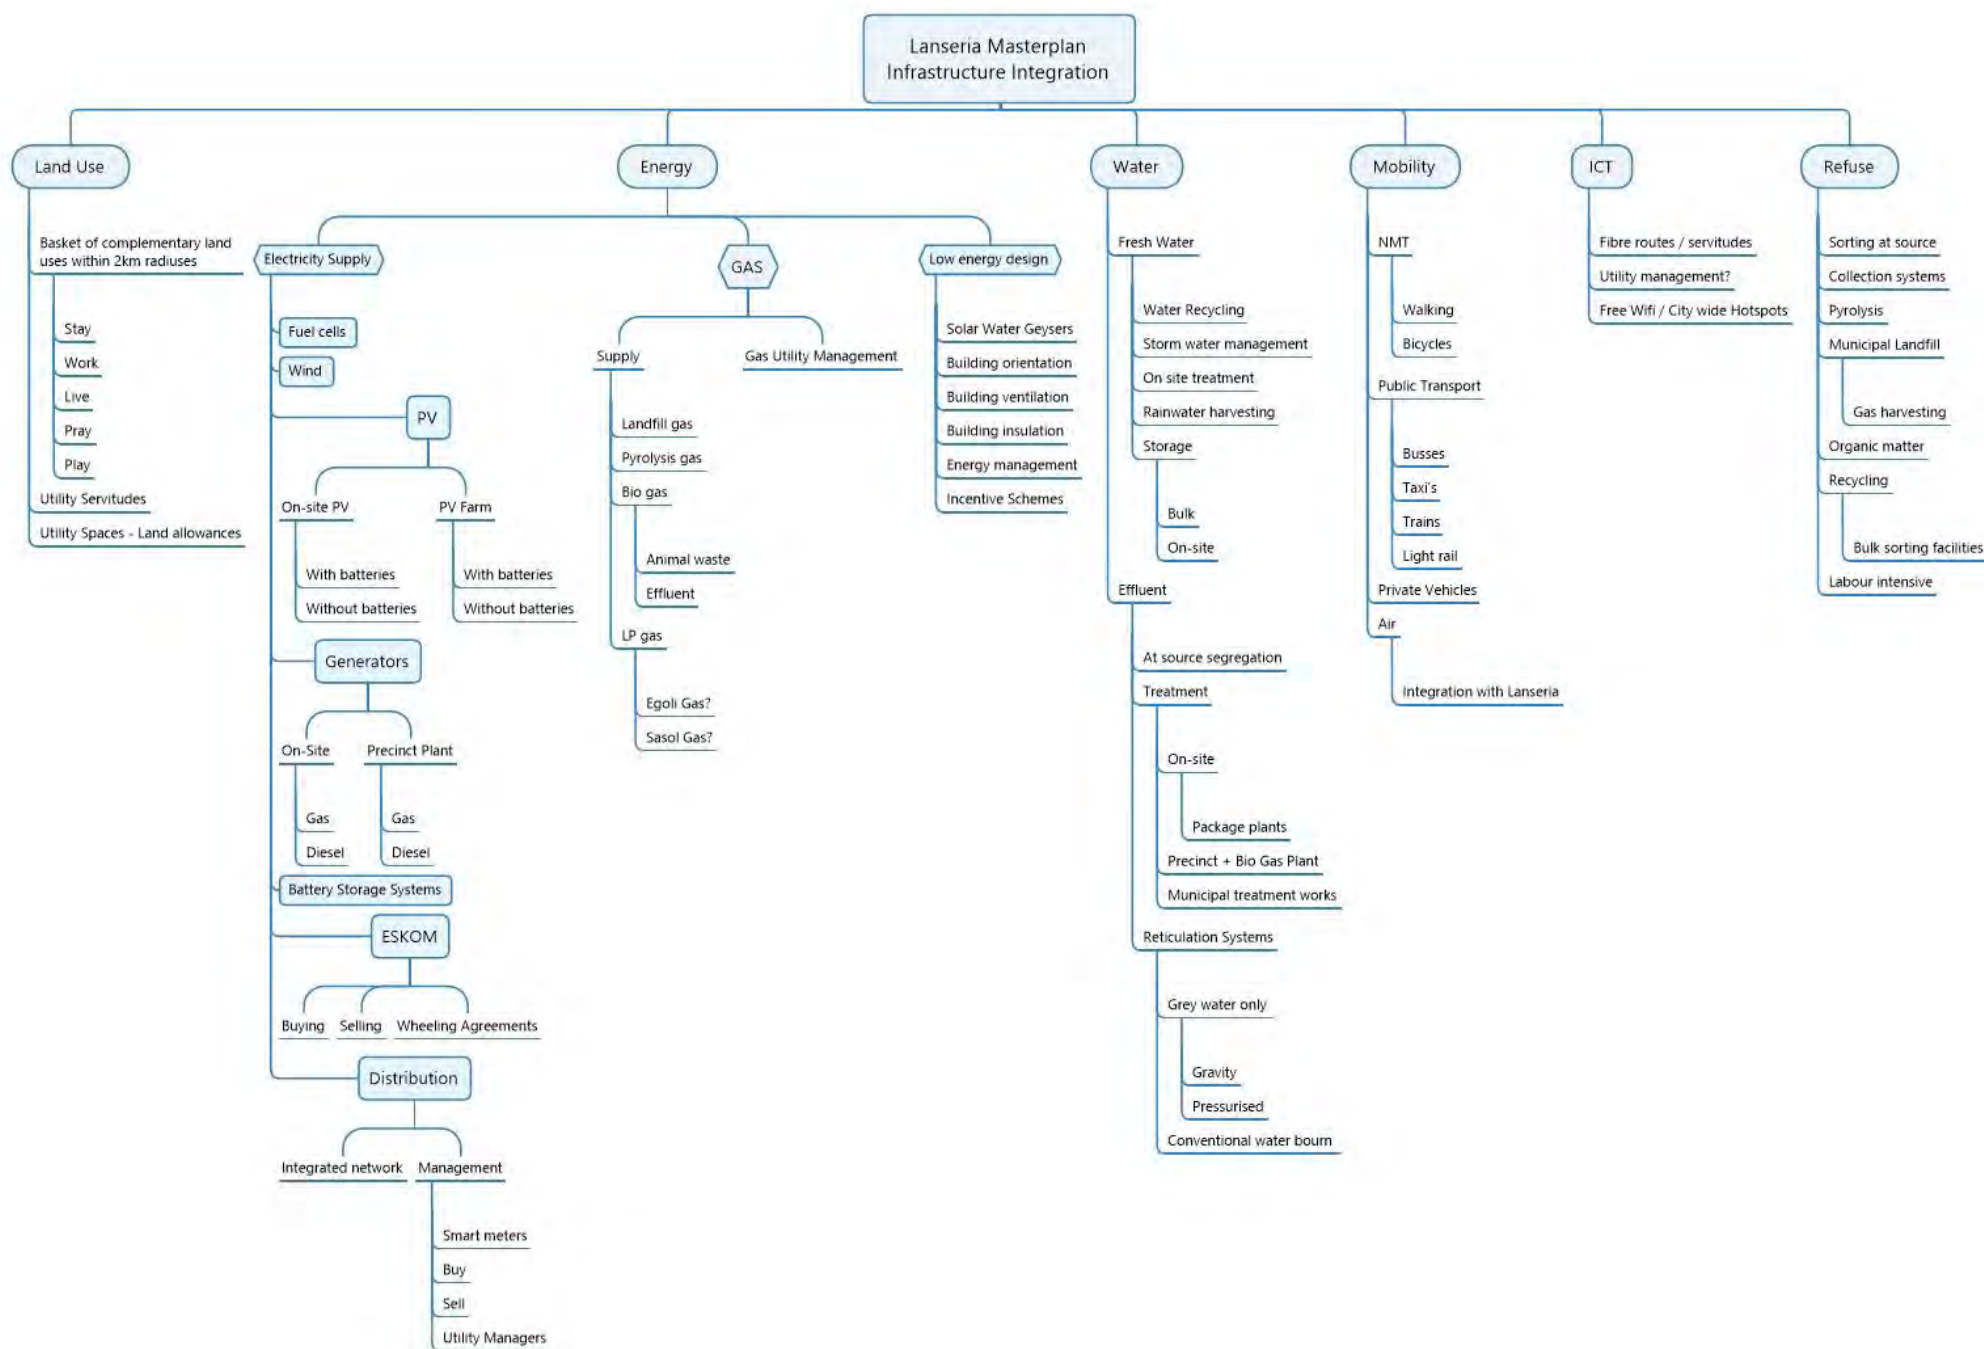 Lanseria Masterplan
Infrastructure Integration
Land Use
Basket of complementary land
uses within 2km radiuses
Stay
Work
Live
Pray
Play
Utility Servitudes
Utility Spaces - Land allowances
Energy
Electricity Supply
Fuel cells
Wind
PV
On-site PV
With batteries
Without batteries
PV Farm
With batteries
Without batteries
Generators
On-Site
Gas
Diesel
Precinct Plant
Gas
Diesel
Battery Storage Systems
ESKOM
Buying
Selling
Wheeling Agreements
Distribution
Integrated network
Management
Smart meters
Buy
Sell
Utility Managers
GAS
Supply
Landfill gas
Pyrolysis gas
Bio gas
Animal waste
Effluent
LP gas
Egoli Gas?
Sasol Gas?
Gas Utility Management
Low energy design
Solar Water Geysers
Building orientation
Building ventilation
Building insulation
Energy management
Incentive Schemes
Water
Fresh Water
Water Recycling
Storm water management
On site treatment
Rainwater harvesting
Storage
Bulk
On-site
Effluent
At source segregation
Treatment
On-site
Package plants
Precinct + Bio Gas Plant
Municipal treatment works
Reticulation Systems
Grey water only
Gravity
Pressurised
Conventional water bourn
Mobility
NMT
Walking
Bicycles
Public Transport
Busses
Taxi's
Trains
Light rail
Private Vehicles
Air
Integration with Lanseria
ICT
Fibre routes / servitudes
Utility management?
Free Wifi / City wide Hotspots
Refuse
Sorting at source
Collection systems
Pyrolysis
Municipal Landfill
Gas harvesting
Organic matter
Recycling
Bulk sorting facilities
Labour intensive